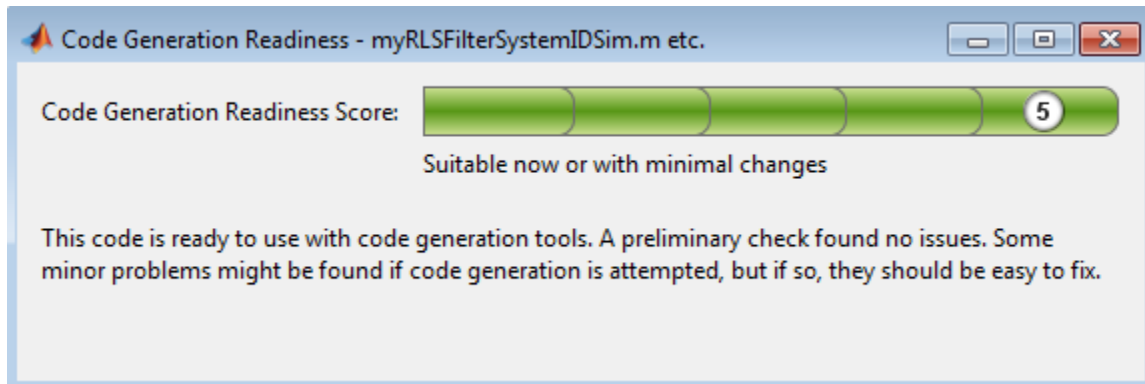 Code Generation Readiness - myRLSFilterSystemIDSim.m etc.
Code Generation Readiness Score: 5
Suitable now or with minimal changes
This code is ready to use with code generation tools. A preliminary check found no issues. Some
minor problems might be found if code generation is attempted, but if so, they should be easy to fix.